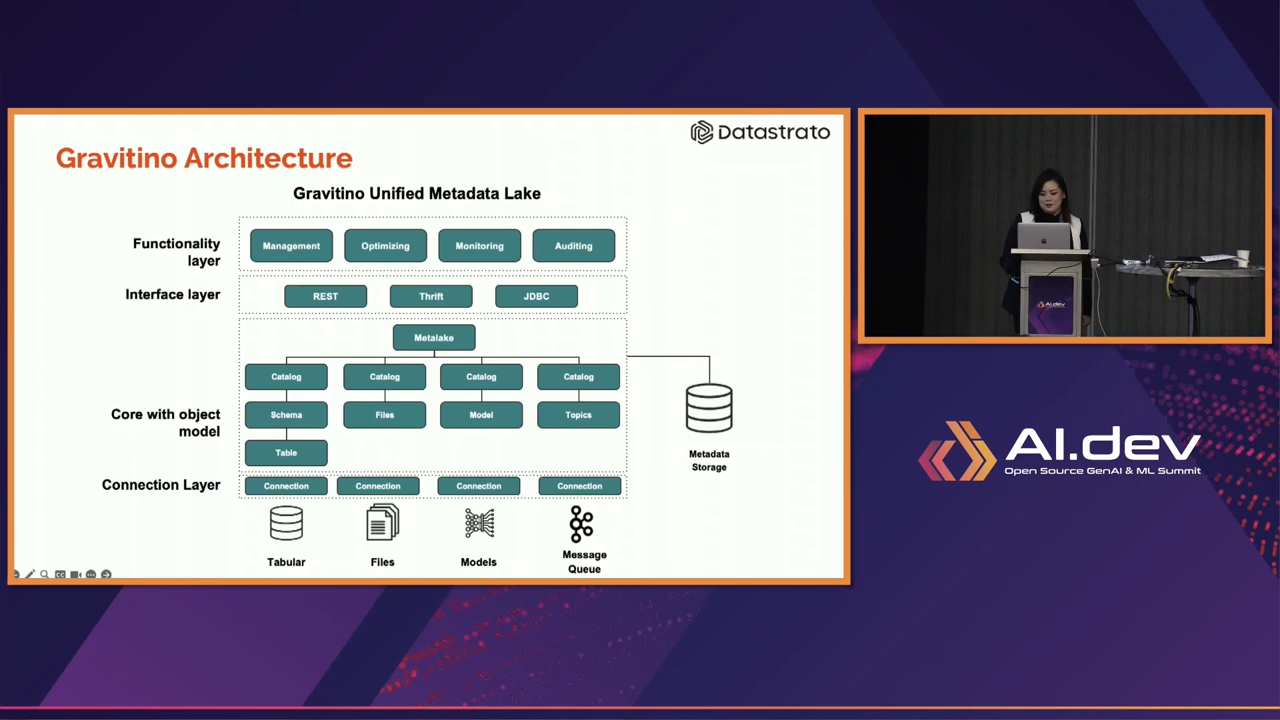 Datastrato
Gravitino Architecture
Gravitino Unified Metadata Lake
Functionality
layer
Management
Optimizing
Monitoring
Auditing
Interface layer
REST
Thrift
JDBC
Metalake
Catalog
Catalog
Catalog
Catalog
Core with object
model
Schema
Files
Model
Topics
Table
Connection Layer
Connection
Connection
Connection
Connection
Tabular
Files
Models
Message
Queue
Metadata
Storage
AI.dev
AI.dev
Open Source GenAI & ML Summit